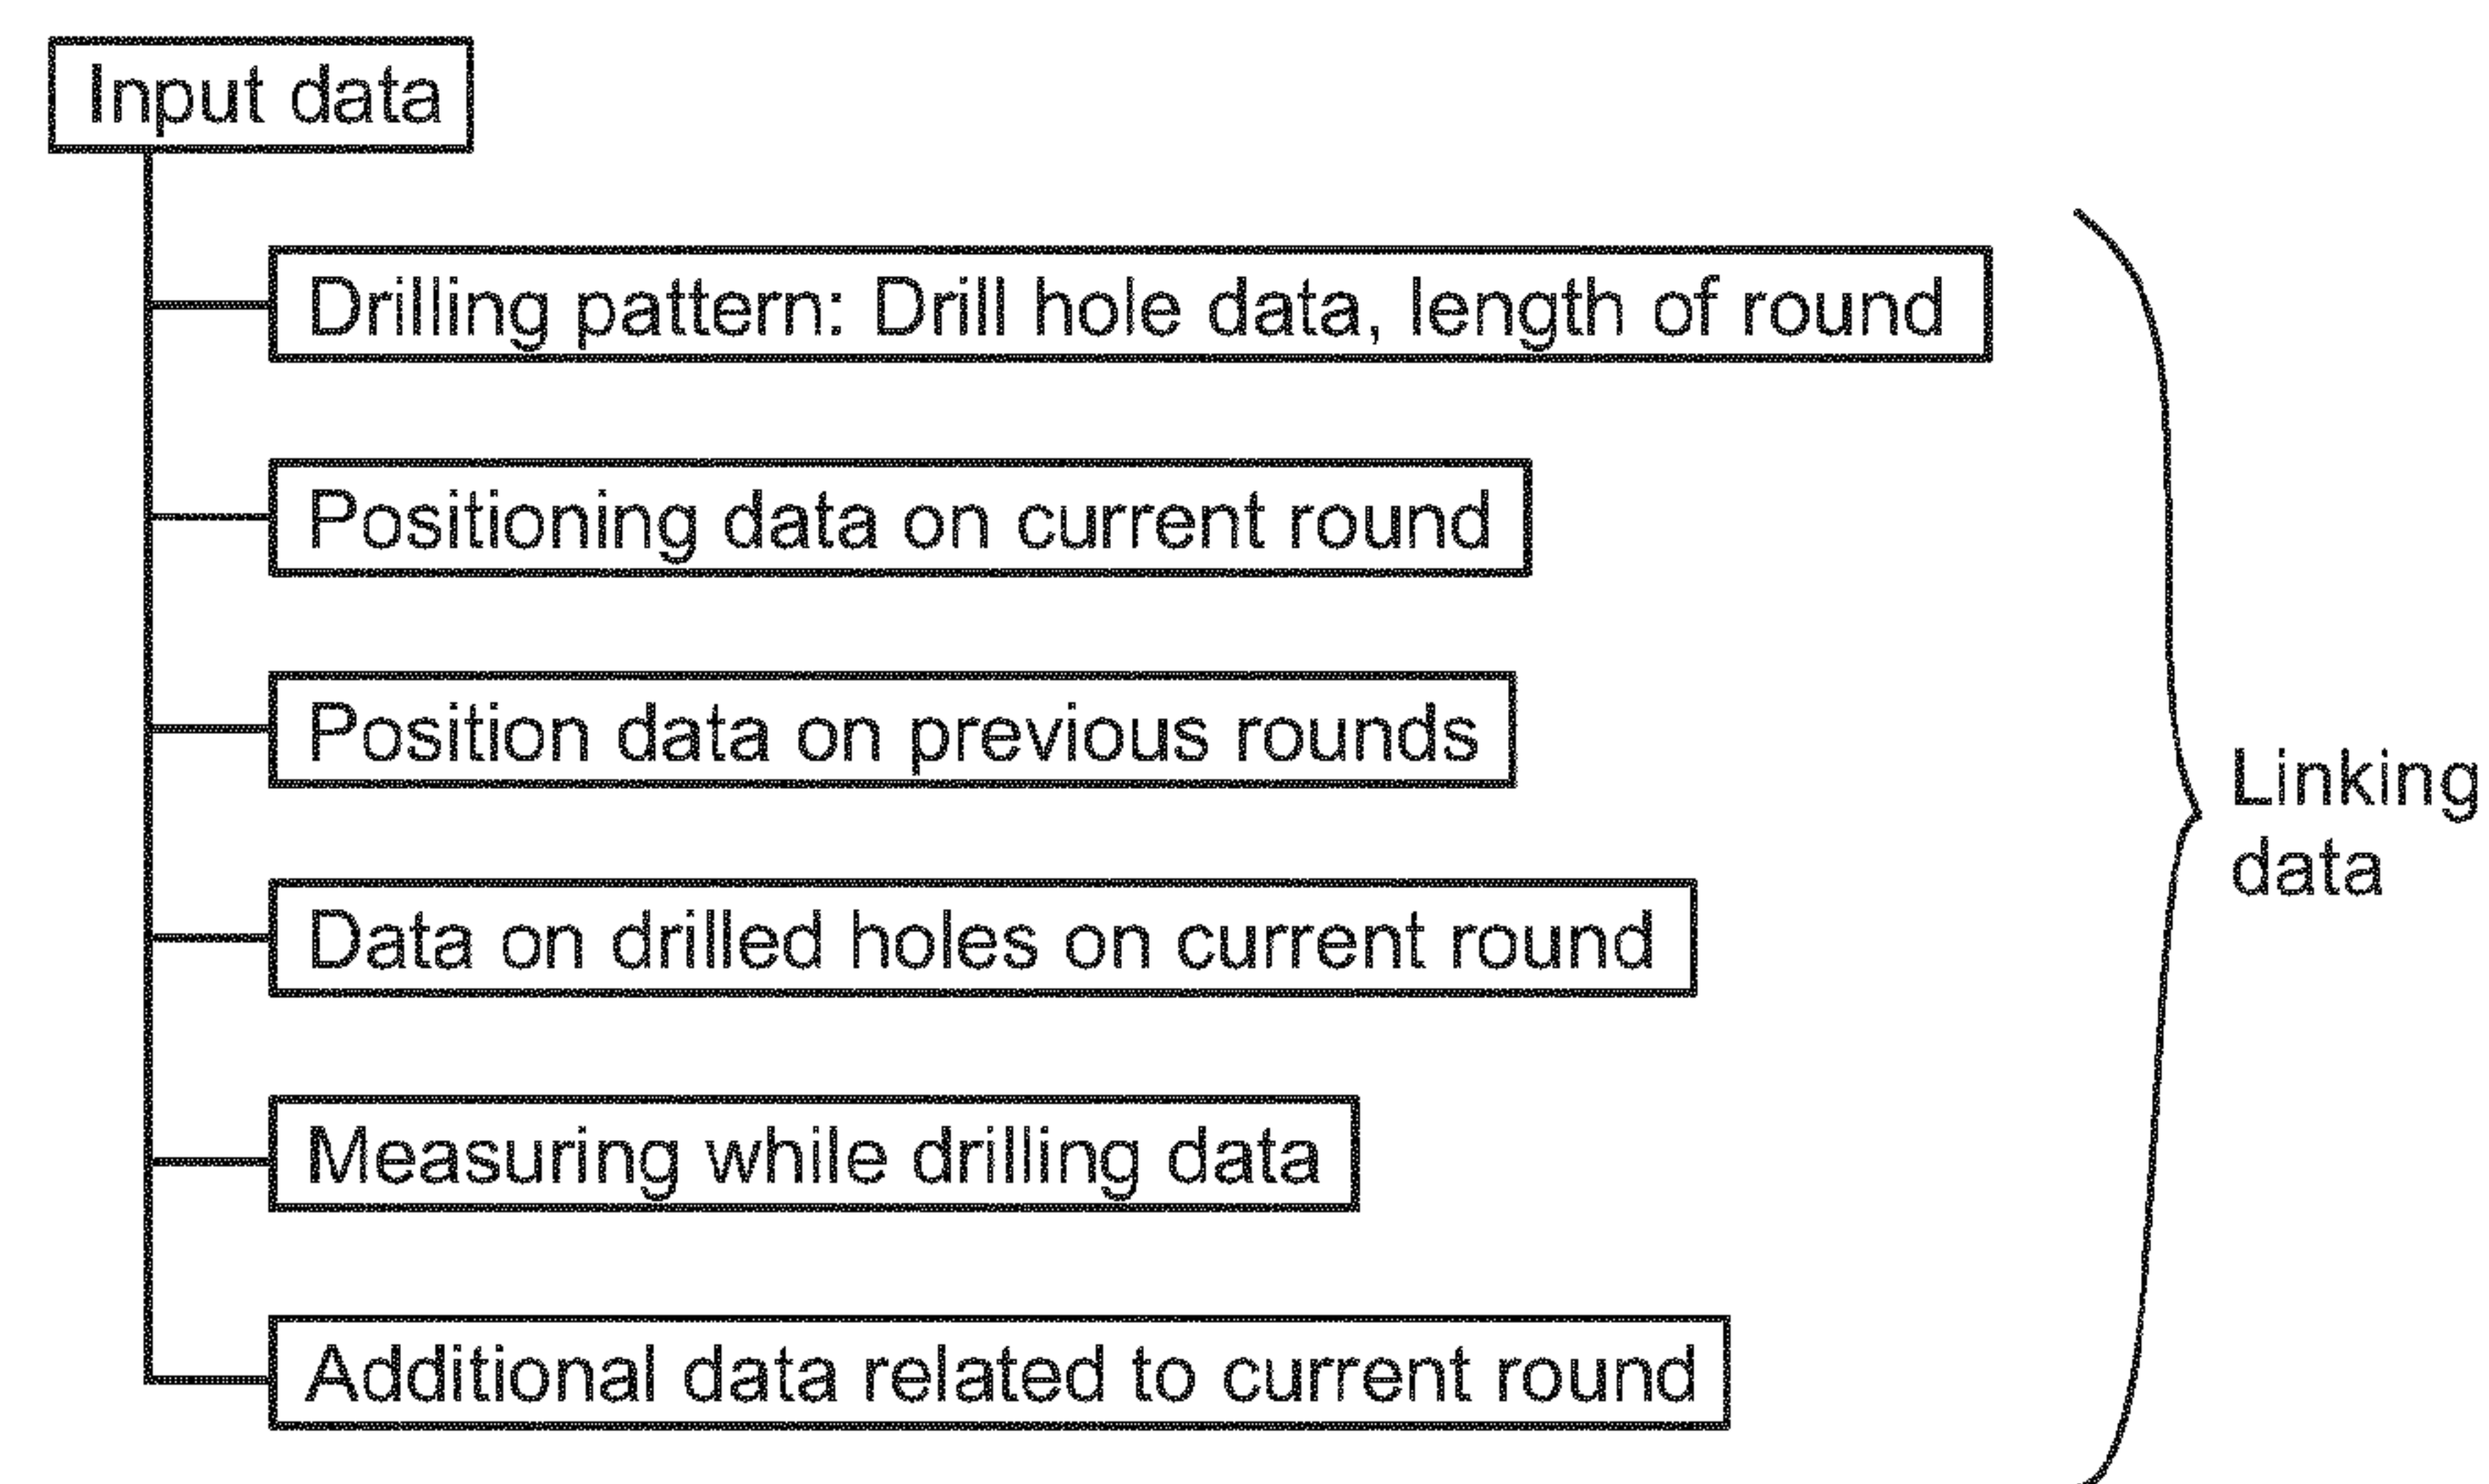 Input data
Drilling pattern: Drill hole data, length of round
Positioning data on current round
Position data on previous rounds
Data on drilled holes on current round
Measuring while drilling data
Additional data related to current round
Linking
data